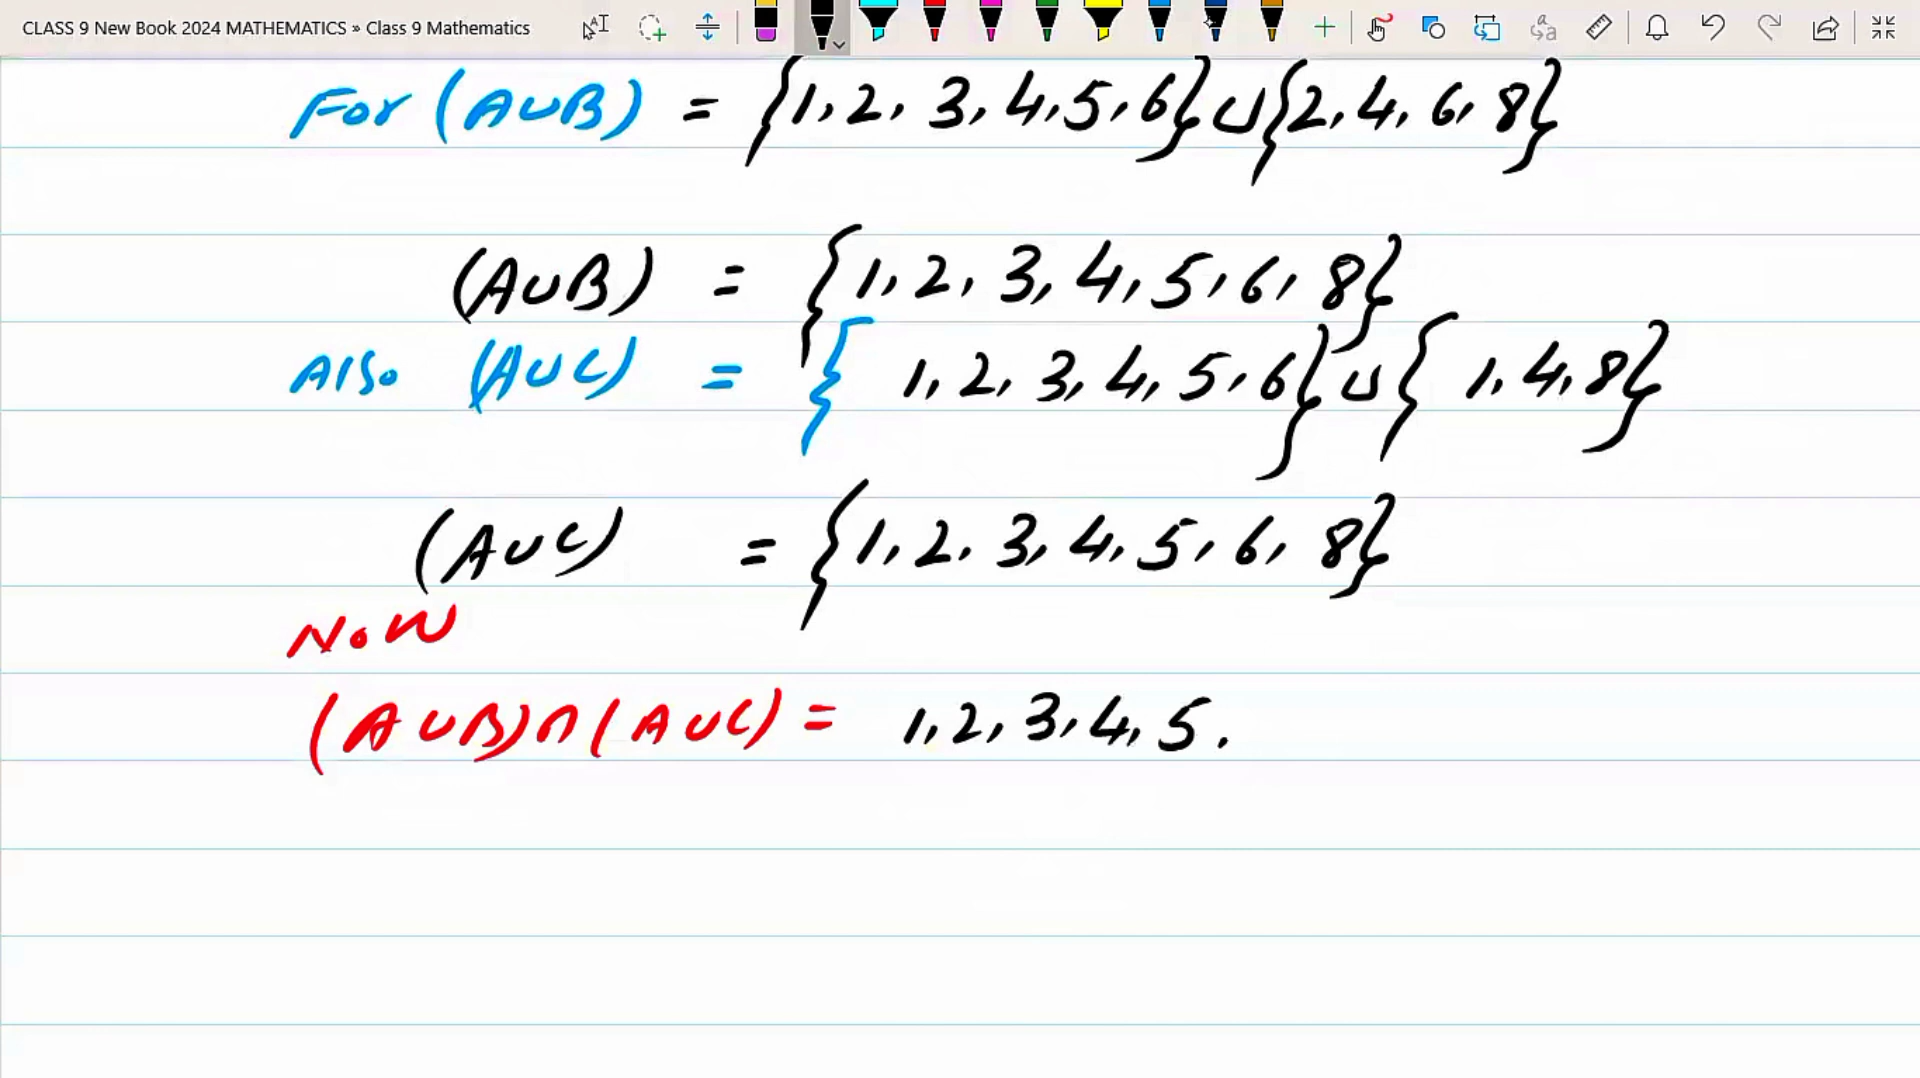 CLASS 9 New Book 2024 MATHEMATICS » Class 9 Mathematics
For (A∪B) = {1, 2, 3, 4, 5, 6} ∪ {2, 4, 6, 8}
(A∪B) = {1, 2, 3, 4, 5, 6, 8}
Also (A∪C) = {1, 2, 3, 4, 5, 6} ∪ {1, 4, 8}
(A∪C) = {1, 2, 3, 4, 5, 6, 8}
Now
(A∪B)∩(A∪C) = 1, 2, 3, 4, 5.